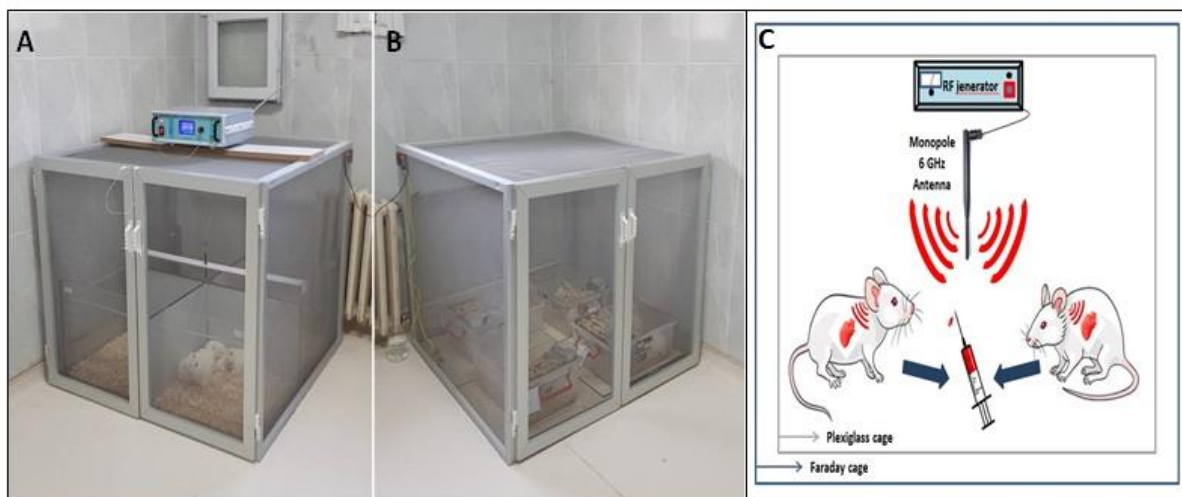 A
B
C
RF jenerator
Monopole
6 GHz
Antenna
Plexiglass cage
Faraday cage